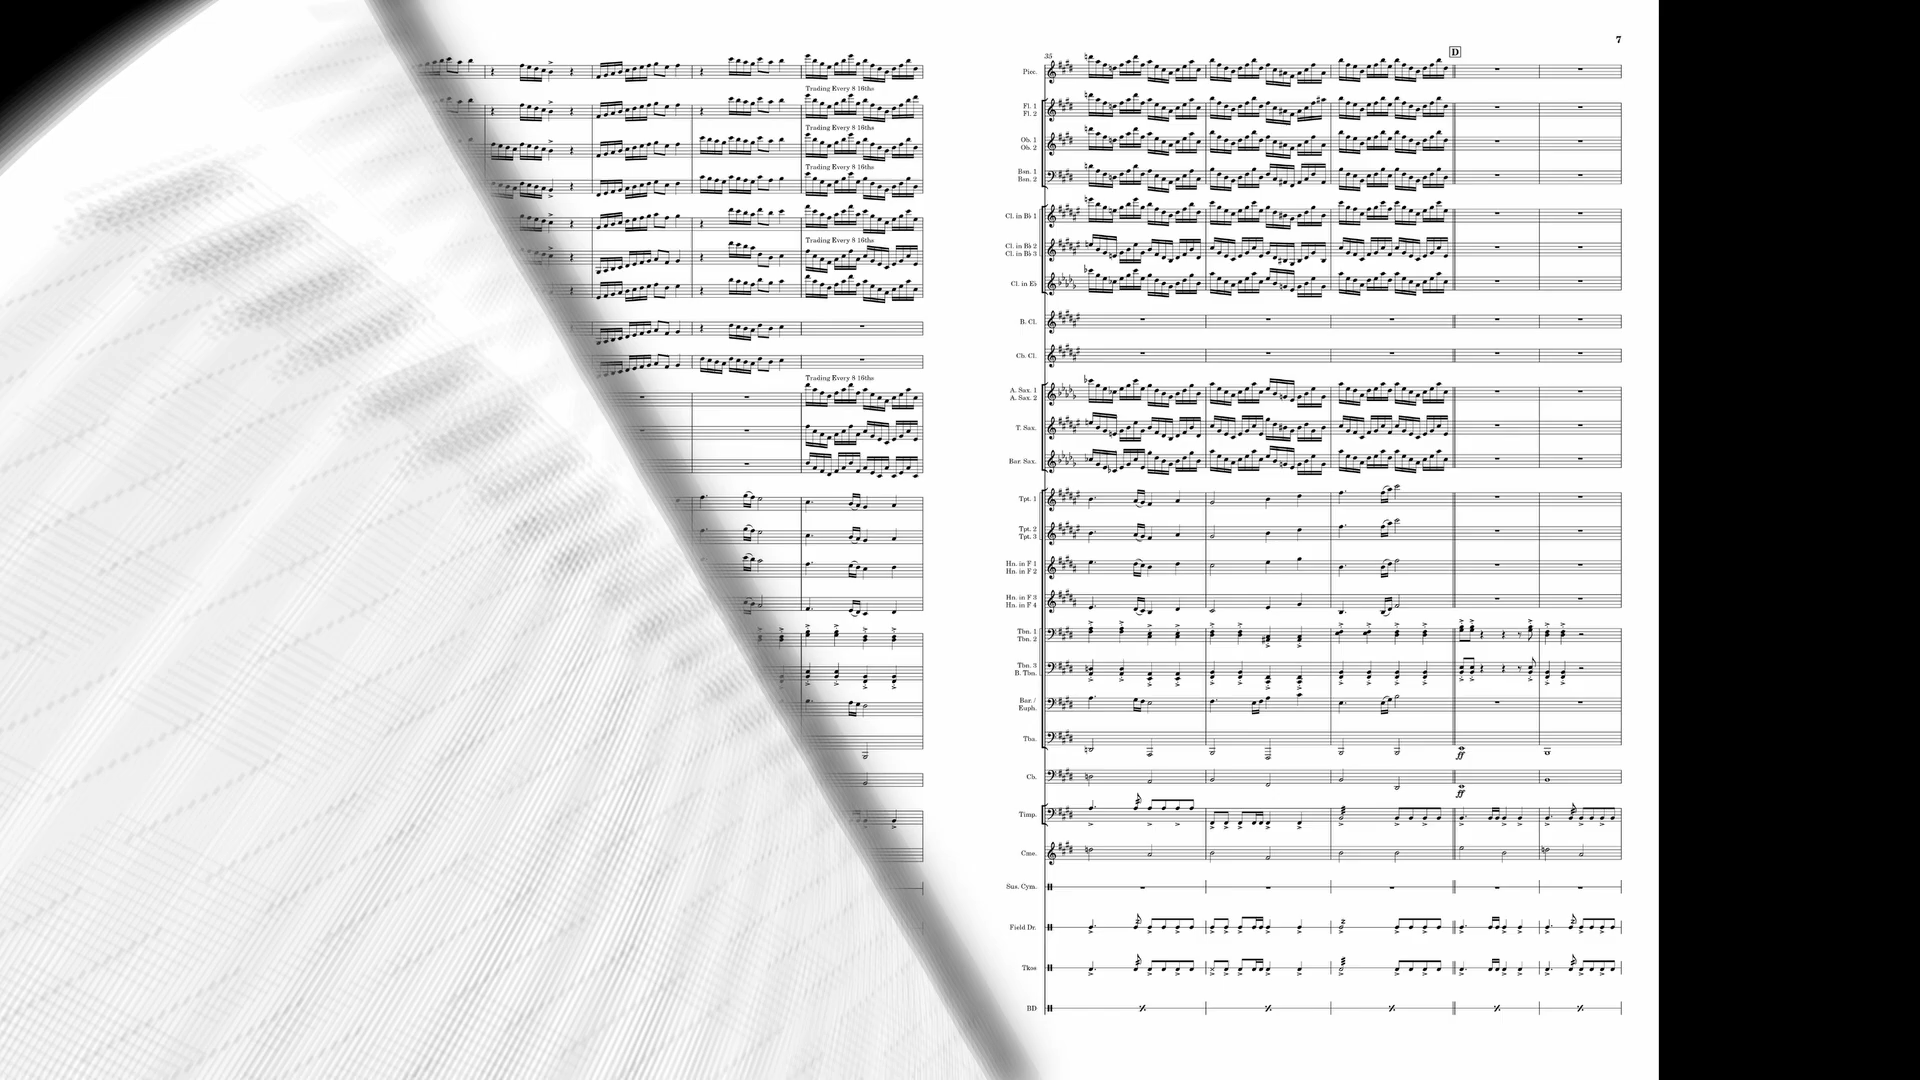 Trading Every 8 16ths
Trading Every 8 16ths
Trading Every 8 16ths
Trading Every 8 16ths
Trading Every 8 16ths
7
35
D
Picc.
Fl. 1
Fl. 2
Ob. 1
Ob. 2
Bsn. 1
Bsn. 2
Cl. in B♭ 1
Cl. in B♭ 2
Cl. in B♭ 3
Cl. in E♭
B. Cl.
Cb. Cl.
A. Sax. 1
A. Sax. 2
T. Sax.
Bar. Sax.
Tpt. 1
Tpt. 2
Tpt. 3
Hn. in F 1
Hn. in F 2
Hn. in F 3
Hn. in F 4
Tbn. 1
Tbn. 2
Tbn. 3
B. Tbn.
Bar./
Euph.
Tba.
ff
Cb.
ff
Timp.
Cme.
Sus. Cym.
Field Dr.
Tkos
BD